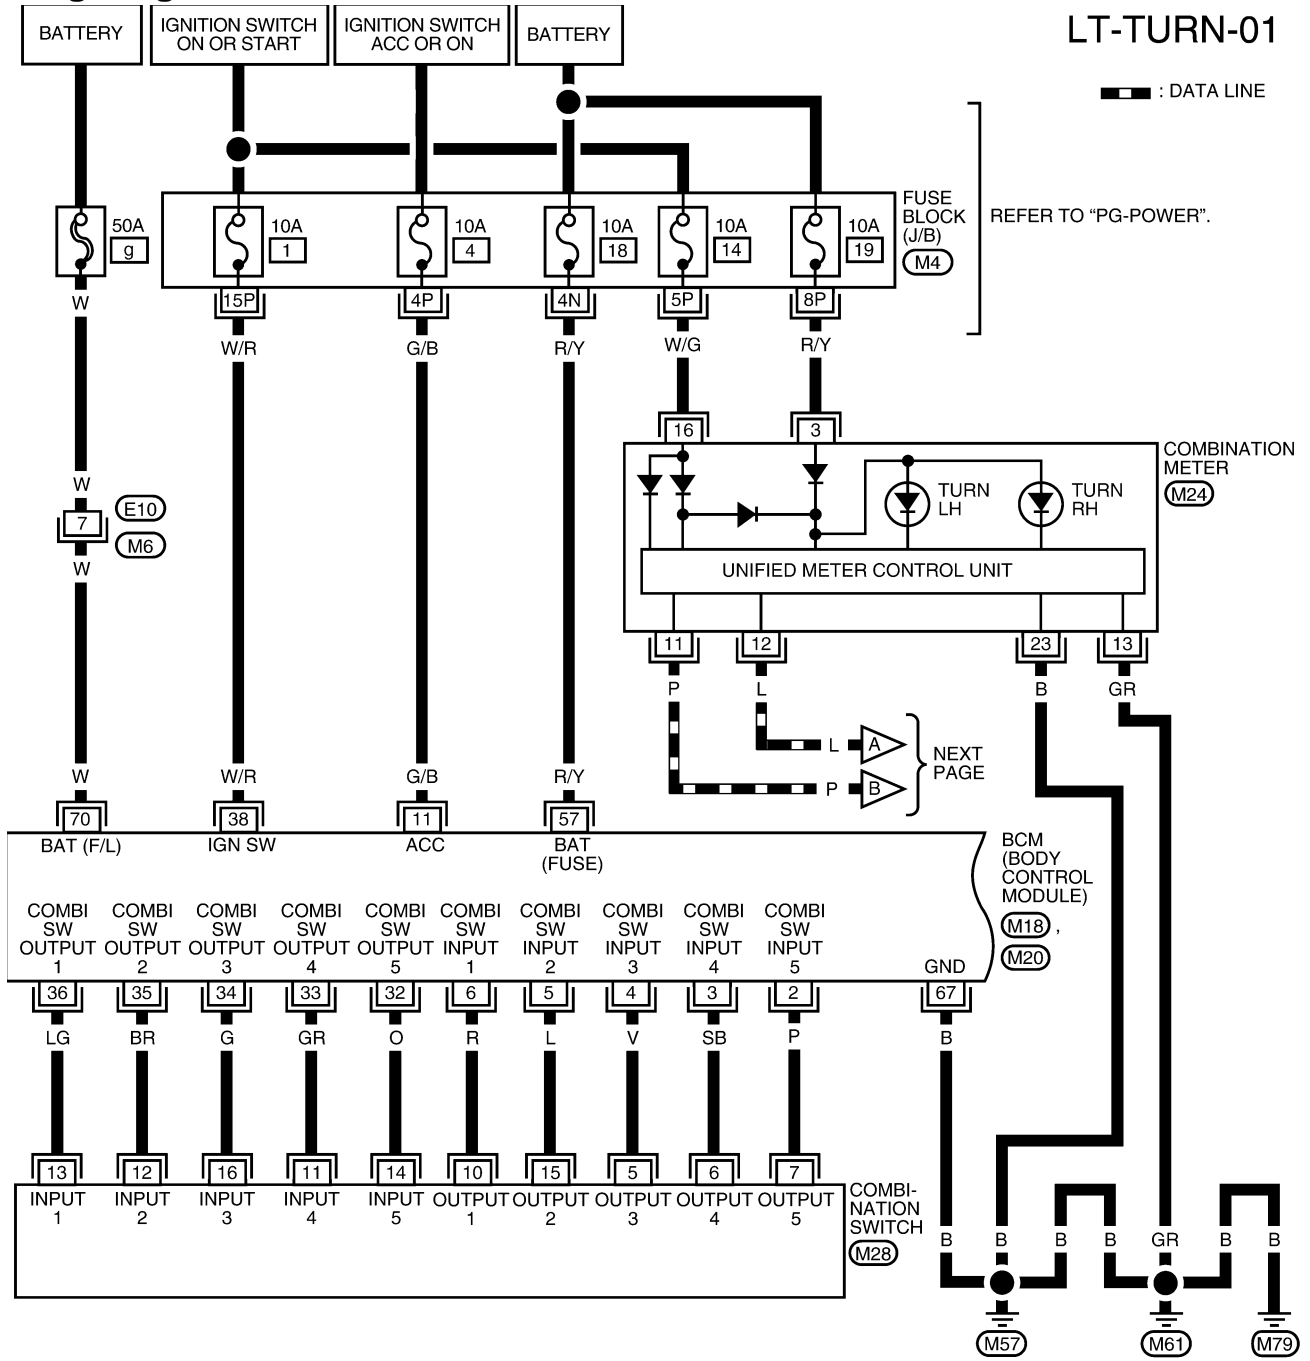 LT-TURN-01
BATTERY
IGNITION SWITCH
ON OR START
IGNITION SWITCH
ACC OR ON
BATTERY
: DATA LINE
50A
g
10A
1
10A
4
10A
18
10A
14
10A
19
FUSE
BLOCK
(J/B)
M4
REFER TO “PG-POWER”.
15P
4P
4N
5P
8P
W
W/R
G/B
R/Y
W/G
R/Y
16
3
COMBINATION
METER
M24
TURN
LH
TURN
RH
UNIFIED METER CONTROL UNIT
W
7
E10
M6
W
11
12
23
13
P
L
B
GR
L
A
P
B
NEXT
PAGE
W
W/R
G/B
R/Y
70
38
11
57
BAT (F/L)
IGN SW
ACC
BAT
(FUSE)
BCM
(BODY
CONTROL
MODULE)
M18 ,
M20
COMBI
SW
OUTPUT
1
COMBI
SW
OUTPUT
2
COMBI
SW
OUTPUT
3
COMBI
SW
OUTPUT
4
COMBI
SW
OUTPUT
5
COMBI
SW
INPUT
1
COMBI
SW
INPUT
2
COMBI
SW
INPUT
3
COMBI
SW
INPUT
4
COMBI
SW
INPUT
5
GND
36
35
34
33
32
6
5
4
3
2
67
LG
BR
G
GR
O
R
L
V
SB
P
B
13
12
16
11
14
10
15
5
6
7
INPUT
1
INPUT
2
INPUT
3
INPUT
4
INPUT
5
OUTPUT
1
OUTPUT
2
OUTPUT
3
OUTPUT
4
OUTPUT
5
COMBI-
NATION
SWITCH
M28
B
B
B
B
GR
B
B
M57
M61
M79